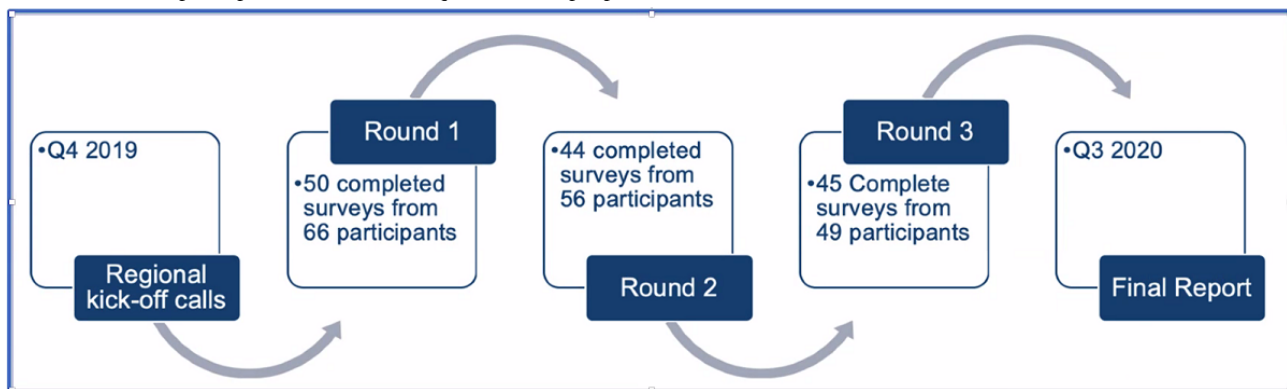 •Q4 2019
Regional
kick-off calls
Round 1
•50 completed
surveys from
66 participants
•44 completed
surveys from
56 participants
Round 2
Round 3
•45 Complete
surveys from
49 participants
•Q3 2020
Final Report